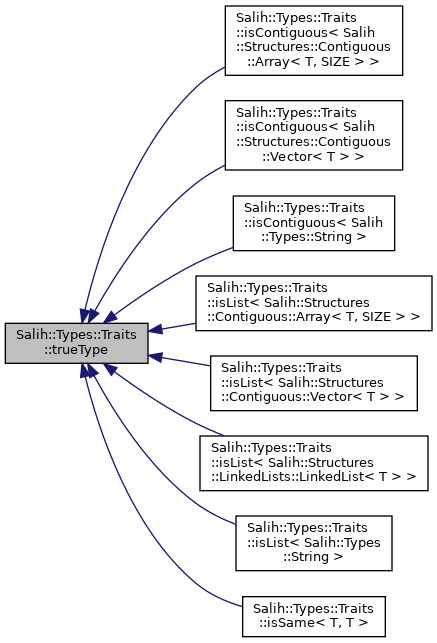 Salih::Types::Traits
::isContiguous< Salih
::Structures::Contiguous
::Array< T, SIZE > >
Salih::Types::Traits
::isContiguous< Salih
::Structures::Contiguous
::Vector< T > >
Salih::Types::Traits
::isContiguous< Salih
::Types::String >
Salih::Types::Traits
::isList< Salih::Structures
::Contiguous::Array< T, SIZE > >
Salih::Types::Traits
::trueType
Salih::Types::Traits
::isList< Salih::Structures
::Contiguous::Vector< T > >
Salih::Types::Traits
::isList< Salih::Structures
::LinkedLists::LinkedList< T > >
Salih::Types::Traits
::isList< Salih::Types
::String >
Salih::Types::Traits
::isSame< T, T >